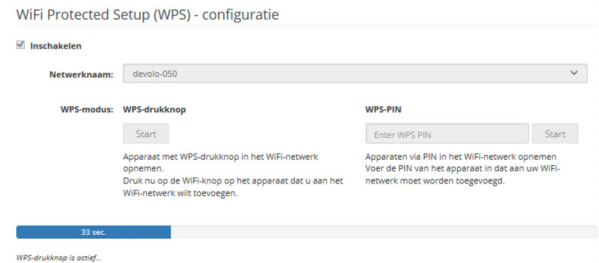 WiFi Protected Setup (WPS) - configuratie
Inschakelen
Netwerknaam: devolo-050
WPS-modus: WPS-drukknop WPS-PIN
Start Enter WPS PIN Start
Apparaat met WPS-drukknop in het WiFi-netwerk
opnemen.
Druk nu op de WiFi-knop op het apparaat dat u aan het
WiFi-netwerk wilt toevoegen.
Apparaten via PIN in het WiFi-netwerk opnemen
Voer de PIN van het apparaat in dat aan uw WiFi-
netwerk moet worden toegevoegd.
33 sec.
WPS-drukknop is actief...